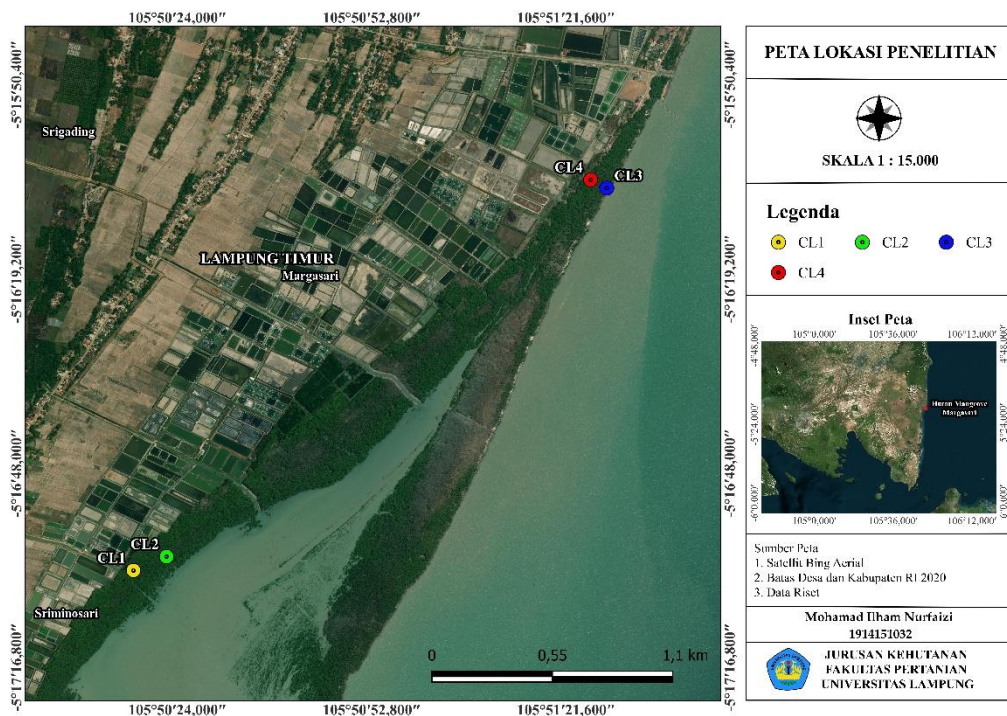 105°50′24,000″ 105°50′52,800″ 105°51′21,600″
-5°15′50,400″
-5°16′19,200″
-5°16′48,000″
-5°17′16,800″
Srigading
CL4
CL3
LAMPUNG TIMUR
Margasari
CL2
CL1
Sriminosari
0 0,55 1,1 km
-5°15′50,400″
-5°16′19,200″
-5°16′48,000″
-5°17′16,800″
105°50′24,000″ 105°50′52,800″ 105°51′21,600″
PETA LOKASI PENELITIAN
SKALA 1 : 15.000
Legenda
CL1 CL2 CL3
CL4
Inset Peta
105°0,000′ 105°36,000′ 106°12,000′
-4°48,000′
-5°24,000′
-6°0,000′
Hutan Mangrove
Margasari
-4°48,000′
-5°24,000′
-6°0,000′
105°0,000′ 105°36,000′ 106°12,000′
Sumber Peta
1. Satellit Bing Aerial
2. Batas Desa dan Kabupaten RI 2020
3. Data Riset
Mohamad Ilham Nurfaizi
1914151032
JURUSAN KEHUTANAN
FAKULTAS PERTANIAN
UNIVERSITAS LAMPUNG